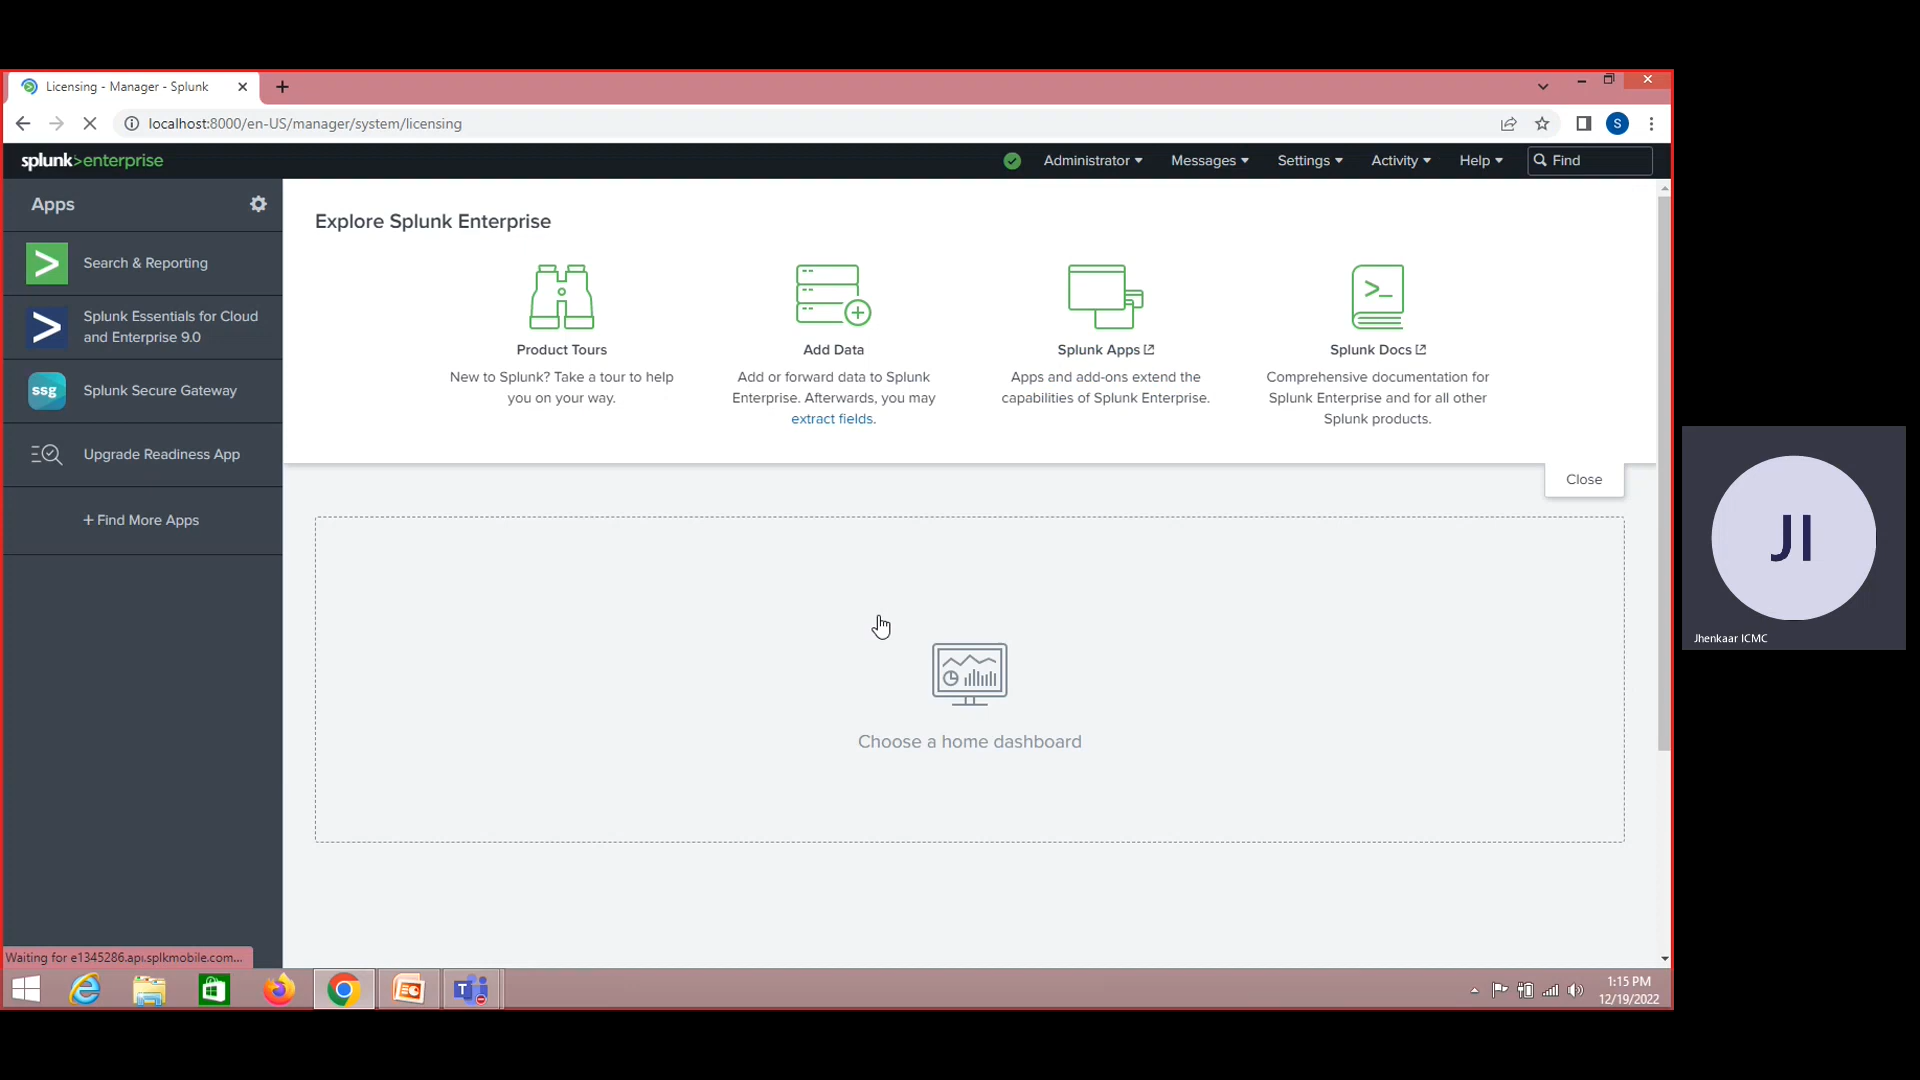 Licensing - Manager - Splunk
localhost:8000/en-US/manager/system/licensing
S
splunk>enterprise
Administrator
Messages
Settings
Activity
Help
Find
Apps
Search & Reporting
Splunk Essentials for Cloud
and Enterprise 9.0
ssg
Splunk Secure Gateway
Upgrade Readiness App
+ Find More Apps
Explore Splunk Enterprise
Product Tours
New to Splunk? Take a tour to help
you on your way.
Add Data
Add or forward data to Splunk
Enterprise. Afterwards, you may
extract fields.
Splunk Apps
Apps and add-ons extend the
capabilities of Splunk Enterprise.
Splunk Docs
Comprehensive documentation for
Splunk Enterprise and for all other
Splunk products.
Close
Choose a home dashboard
JI
Jhenkaar ICMC
Waiting for e1345286.api.splkmobile.com...
1:15 PM
12/19/2022